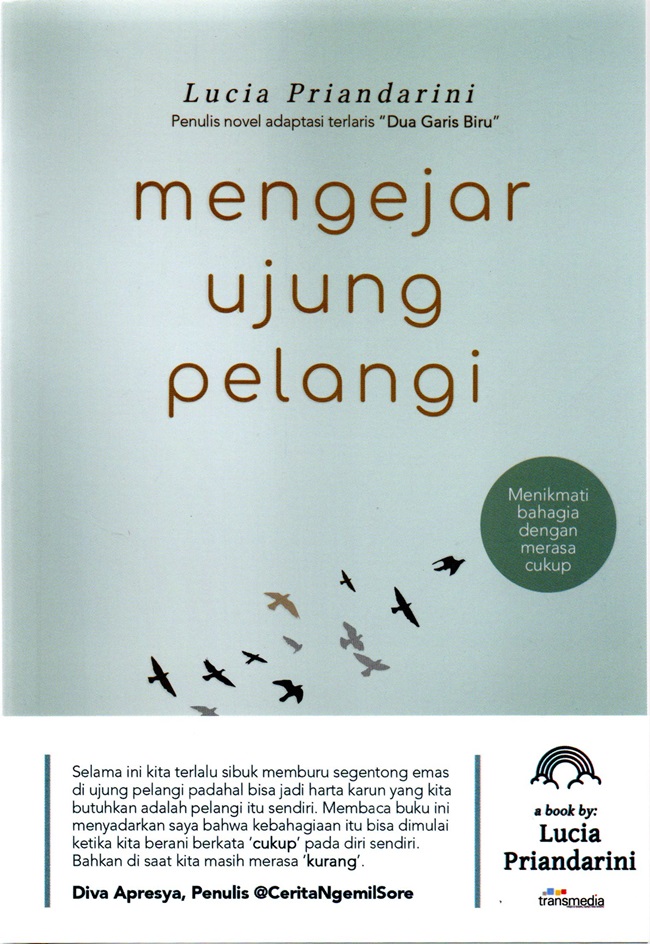 Lucia Priandarini
Penulis novel adaptasi terlaris "Dua Garis Biru"
mengejar
ujung
pelangi
Menikmati
bahagia
dengan
merasa
cukup
Selama ini kita terlalu sibuk memburu segentong emas
di ujung pelangi padahal bisa jadi harta karun yang kita
butuhkan adalah pelangi itu sendiri. Membaca buku ini
menyadarkan saya bahwa kebahagiaan itu bisa dimulai
ketika kita berani berkata 'cukup' pada diri sendiri.
Bahkan di saat kita masih merasa 'kurang'.
Diva Apresya, Penulis @CeritaNgemilSore
a book by:
Lucia
Priandarini
transmedia